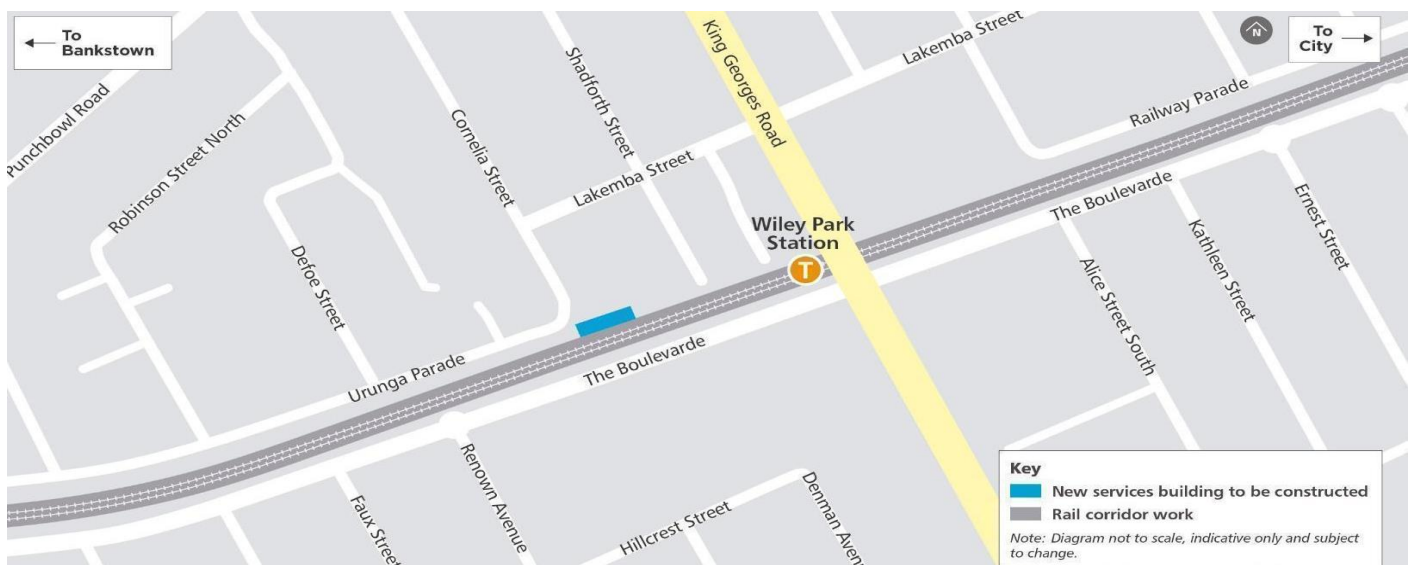 To
Bankstown
To
City
N
Punchbowl Road
Robinson Street North
Cornelia Street
Shadforth Street
King Georges Road
Lakemba Street
Lakemba Street
Railway Parade
The Boulevarde
Ernest Street
Kathleen Street
Alice Street South
Wiley Park
Station
T
Defoe Street
Urunga Parade
The Boulevarde
Renown Avenue
Faux Street
Hillcrest Street
Denman Aven
Key
New services building to be constructed
Rail corridor work
Note: Diagram not to scale, indicative only and subject
to change.